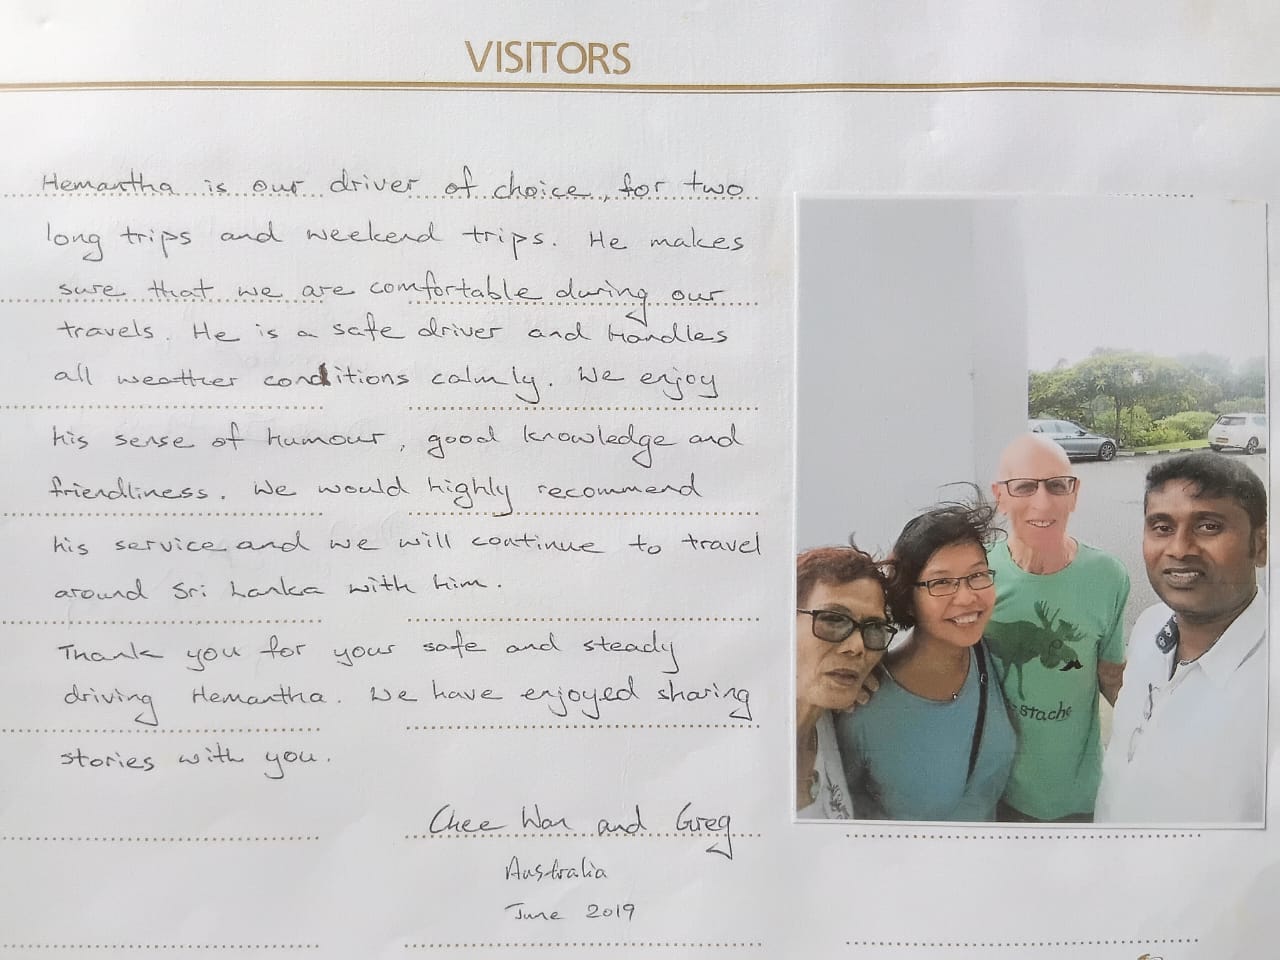 VISITORS
Hemantha is our driver of choice, for two
long trips and weekend trips. He makes
sure that we are comfortable during our
travels. He is a safe driver and handles
all weather conditions calmly. We enjoy
his sense of humour, good knowledge and
friendliness. We would highly recommend
his service and we will continue to travel
around Sri Lanka with him.
Thank you for your safe and steady
driving Hemantha. We have enjoyed sharing
stories with you.
Chee Wan and Greg
Australia
June 2019